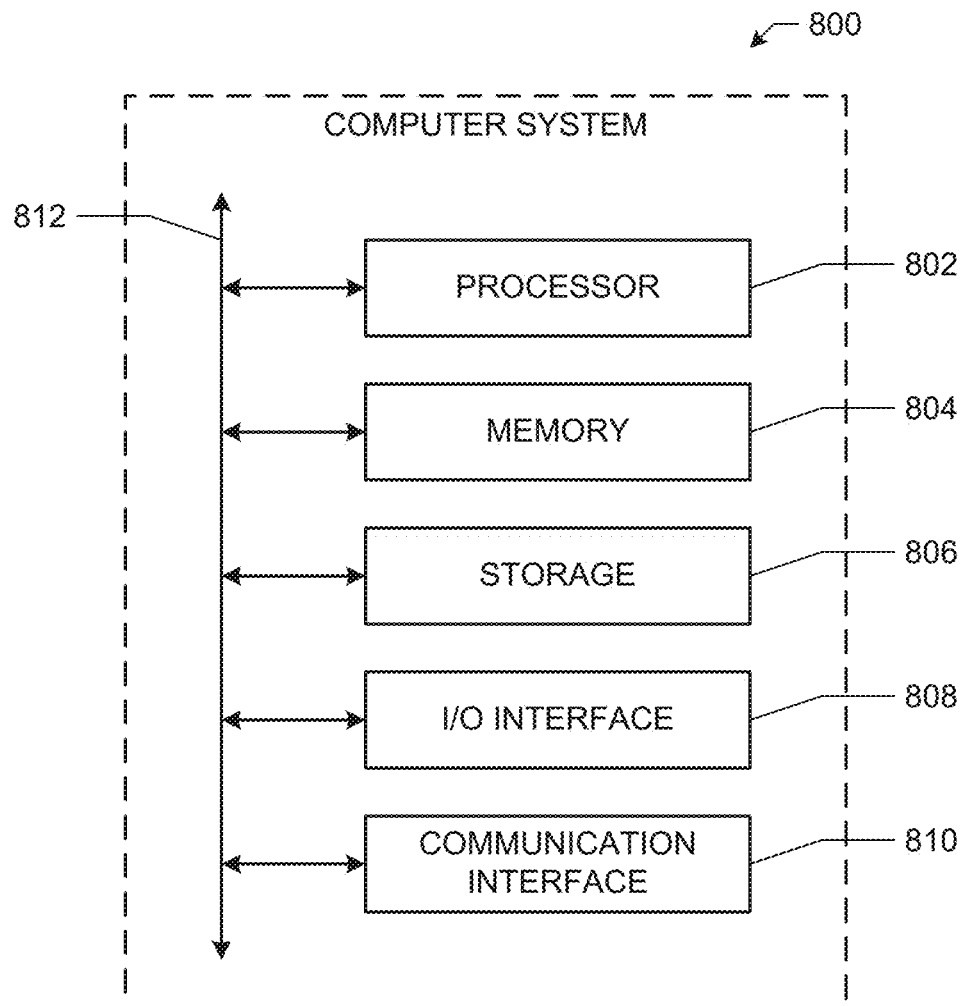 800
COMPUTER SYSTEM
812
PROCESSOR
802
MEMORY
804
STORAGE
806
I/O INTERFACE
808
COMMUNICATION
INTERFACE
810